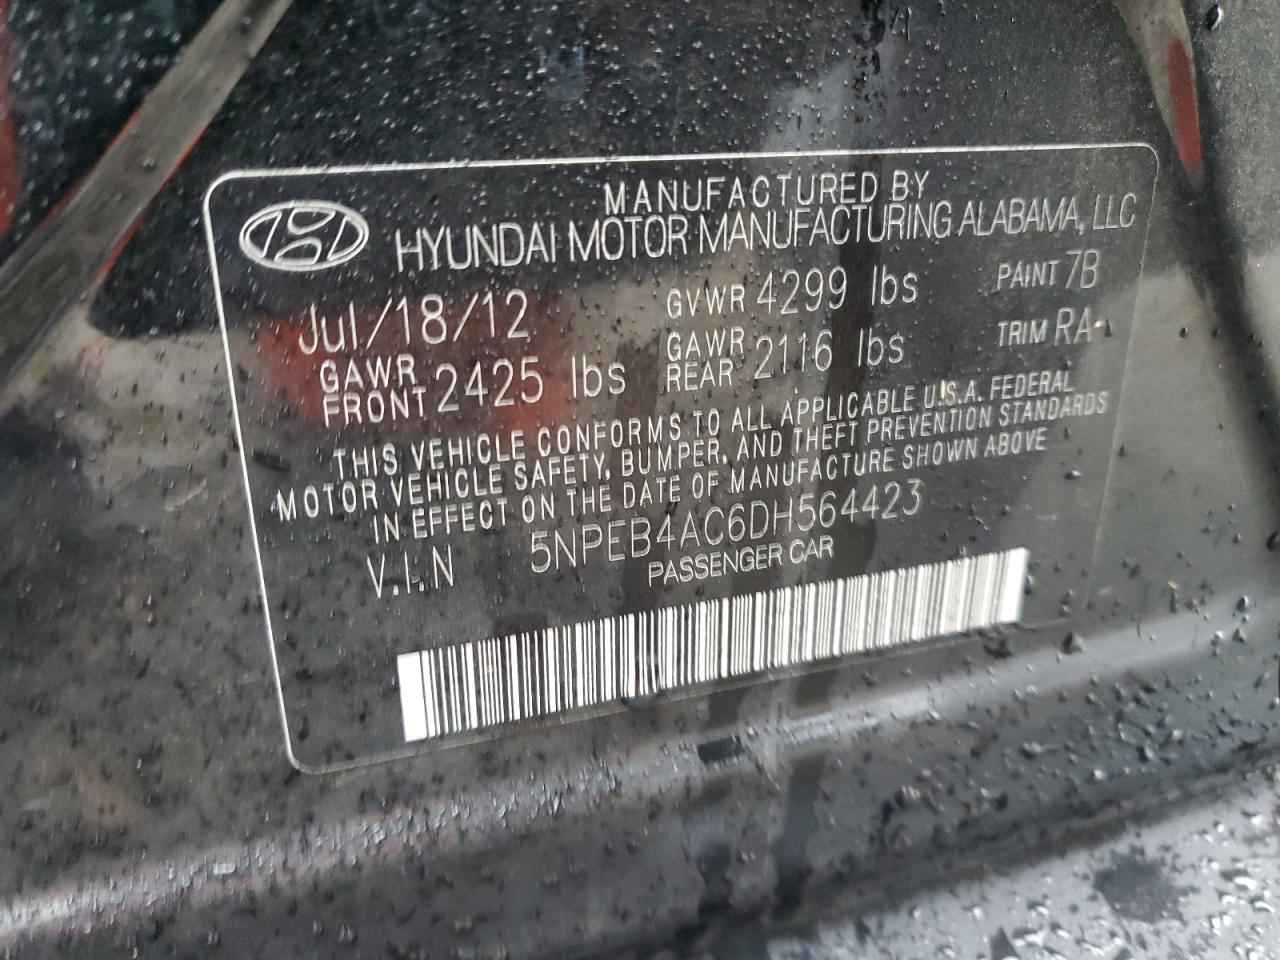 MANUFACTURED BY
HYUNDAI MOTOR MANUFACTURING ALABAMA, LLC
Jul/18/12 GVWR 4299 lbs PAINT 7B
GAWR FRONT 2425 lbs GAWR REAR 2116 lbs TRIM RA
THIS VEHICLE CONFORMS TO ALL APPLICABLE U.S.A. FEDERAL
MOTOR VEHICLE SAFETY, BUMPER, AND THEFT PREVENTION STANDARDS
IN EFFECT ON THE DATE OF MANUFACTURE SHOWN ABOVE
V.I.N 5NPEB4AC6DH564423
PASSENGER CAR